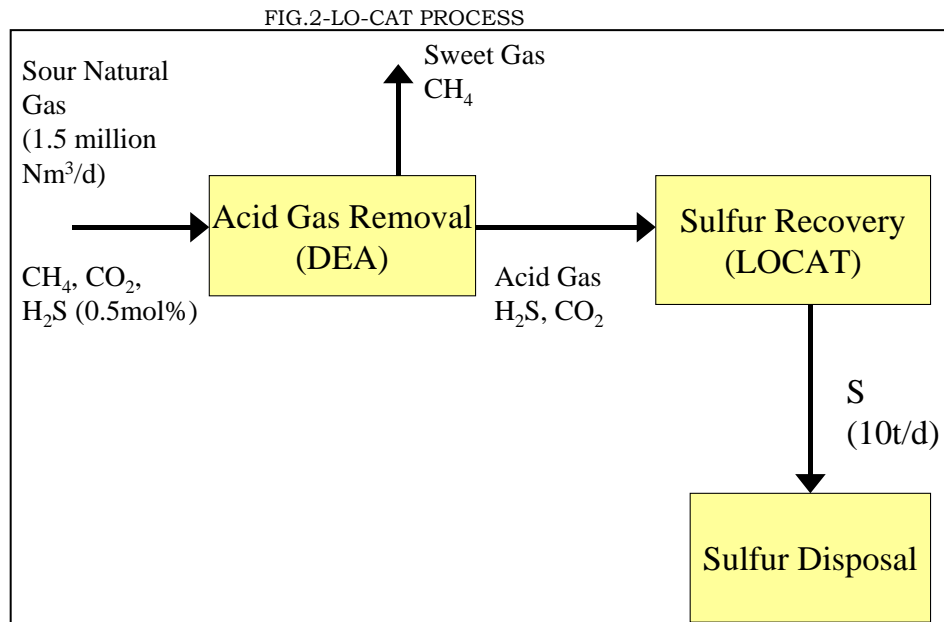 FIG.2-LO-CAT PROCESS
Sour Natural
Gas
(1.5 million
Nm³/d)
Sweet Gas
CH₄
Acid Gas Removal
(DEA)
Sulfur Recovery
(LOCAT)
CH₄, CO₂,
H₂S (0.5mol%)
Acid Gas
H₂S, CO₂
S
(10t/d)
Sulfur Disposal